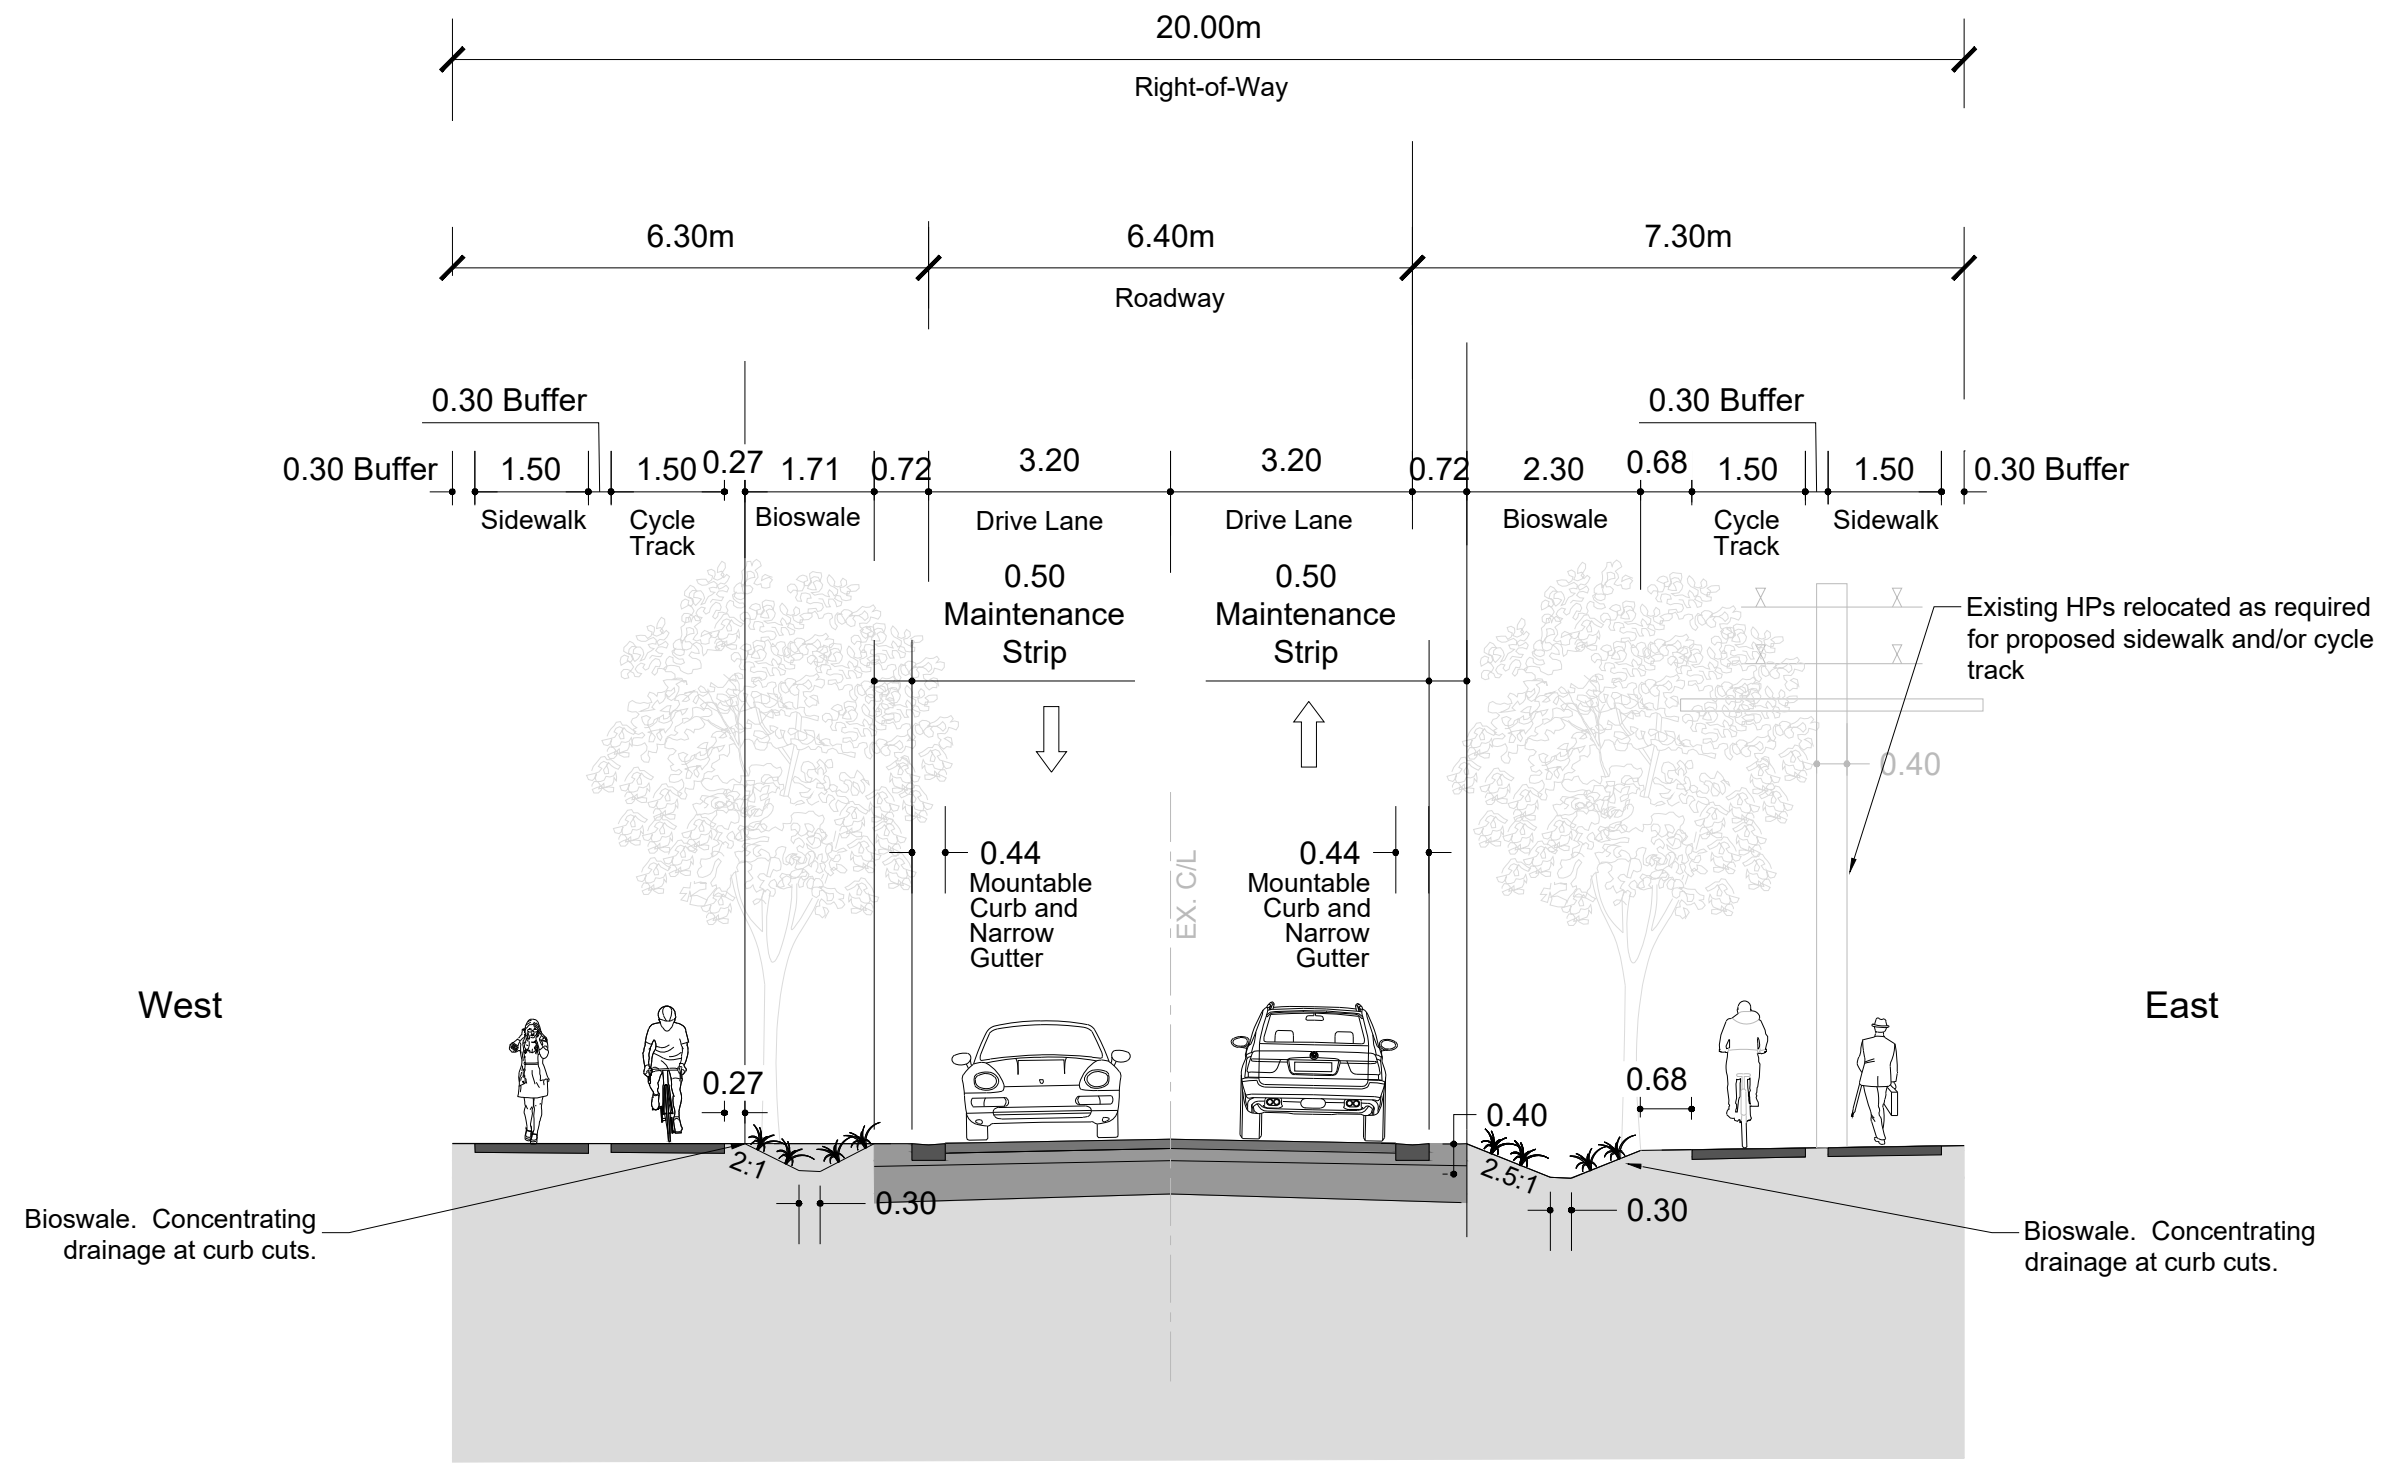 20.00m
Right-of-Way
6.30m
6.40m
7.30m
Roadway
0.30 Buffer
0.30 Buffer
0.30 Buffer
1.50
1.50
0.27
1.71
0.72
3.20
3.20
0.72
2.30
0.68
1.50
1.50
0.30 Buffer
Sidewalk
Cycle
Track
Bioswale
Drive Lane
Drive Lane
Bioswale
Cycle
Track
Sidewalk
0.50
Maintenance
Strip
0.50
Maintenance
Strip
Existing HPs relocated as required
for proposed sidewalk and/or cycle
track
0.40
0.44
Mountable
Curb and
Narrow
Gutter
EX. C/L
0.44
Mountable
Curb and
Narrow
Gutter
West
East
0.27
0.68
0.40
2:1
2.5:1
0.30
0.30
Bioswale. Concentrating
drainage at curb cuts.
Bioswale. Concentrating
drainage at curb cuts.